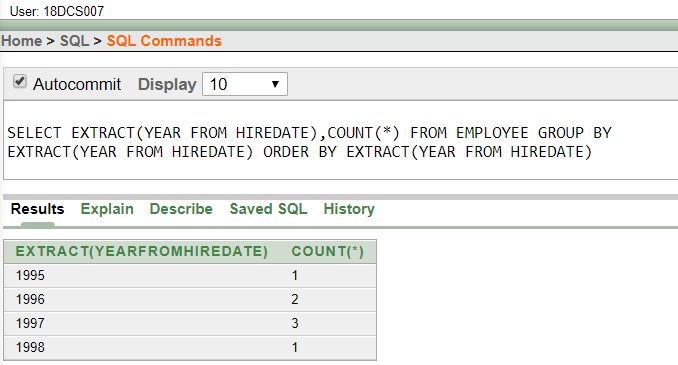 User: 18DCS007
Home > SQL > SQL Commands
Autocommit Display 10
SELECT EXTRACT(YEAR FROM HIREDATE),COUNT(*) FROM EMPLOYEE GROUP BY
EXTRACT(YEAR FROM HIREDATE) ORDER BY EXTRACT(YEAR FROM HIREDATE)
Results Explain Describe Saved SQL History
EXTRACT(YEARFROMHIREDATE) COUNT(*)
1995 1
1996 2
1997 3
1998 1